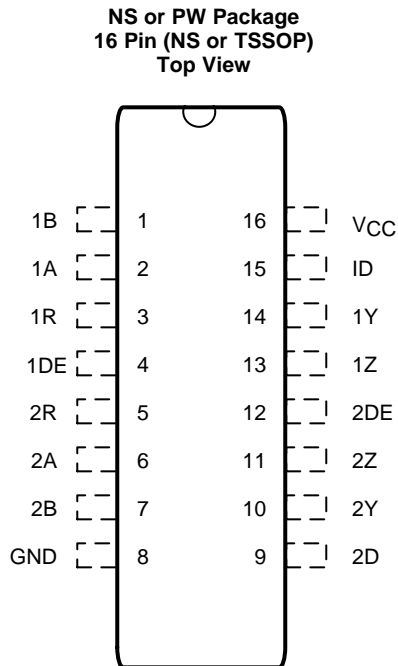 NS or PW Package
16 Pin (NS or TSSOP)
Top View
1B 1 16 VCC
1A 2 15 ID
1R 3 14 1Y
1DE 4 13 1Z
2R 5 12 2DE
2A 6 11 2Z
2B 7 10 2Y
GND 8 9 2D